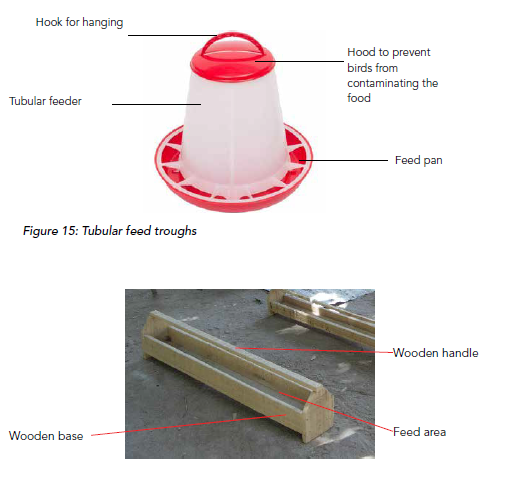 Hook for hanging
Hood to prevent
birds from
contaminating the
food
Tubular feeder
Feed pan
Figure 15: Tubular feed troughs
Wooden handle
Feed area
Wooden base